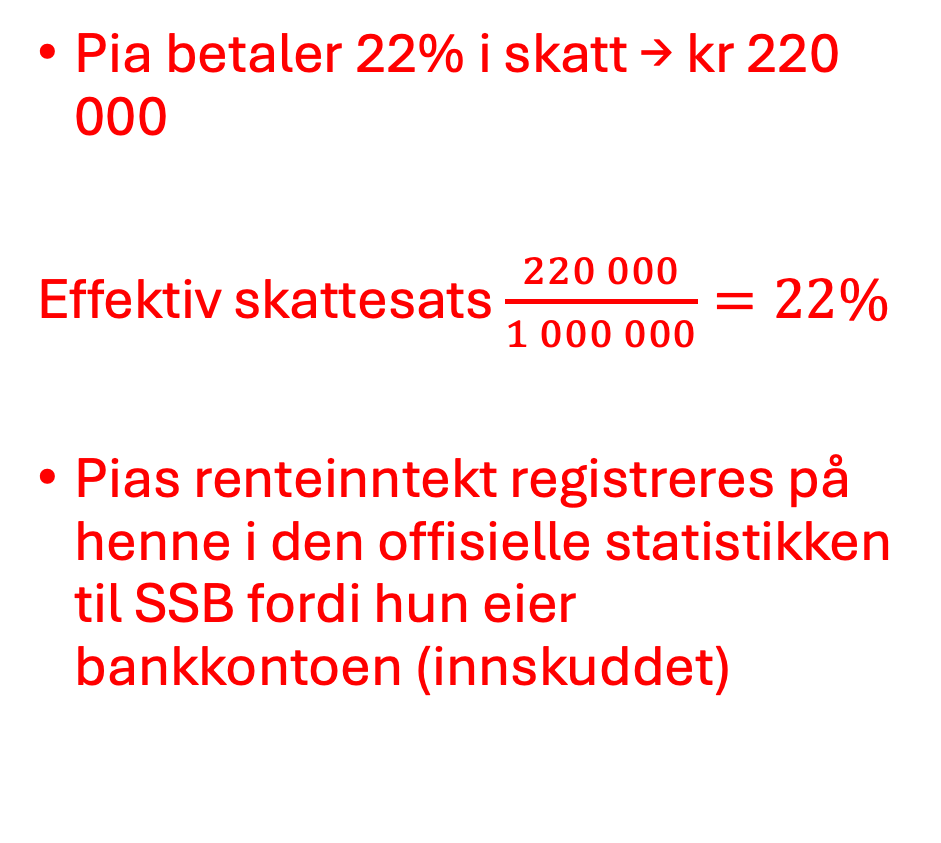 • Pia betaler 22% i skatt → kr 220
000
Effektiv skattesats 220 000 / 1 000 000 = 22%
• Pias renteinntekt registreres på
henne i den offisielle statistikken
til SSB fordi hun eier
bankkontoen (innskuddet)